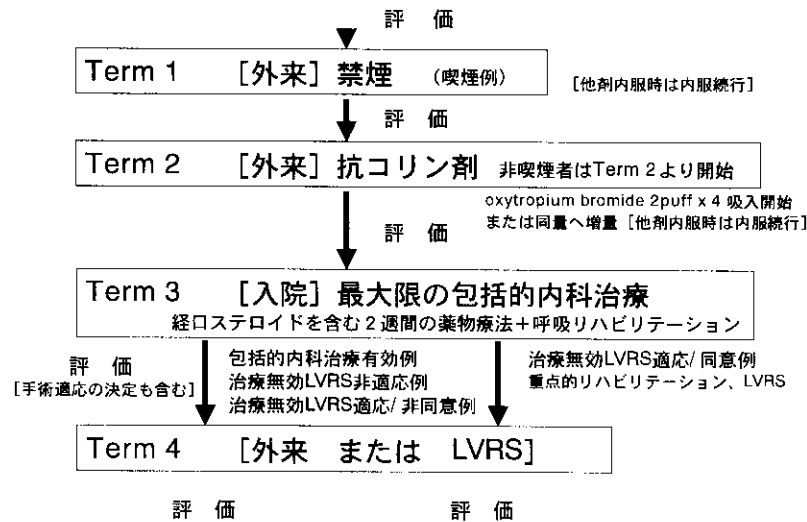 評 価
Term 1 [外来] 禁煙 (喫煙例)
[他剤内服時は内服続行]
評 価
Term 2 [外来] 抗コリン剤 非喫煙者はTerm 2より開始
oxytropium bromide 2puff x 4 吸入開始
または同量へ増量 [他剤内服時は内服続行]
評 価
Term 3 [入院] 最大限の包括的内科治療
経口ステロイドを含む2週間の薬物療法+呼吸リハビリテーション
評 価
[手術適応の決定も含む]
包括的内科治療有効例
治療無効LVRS非適応例
治療無効LVRS適応/ 非同意例
治療無効LVRS適応/ 同意例
重点的リハビリテーション、LVRS
Term 4 [外来 または LVRS]
評 価 評 価